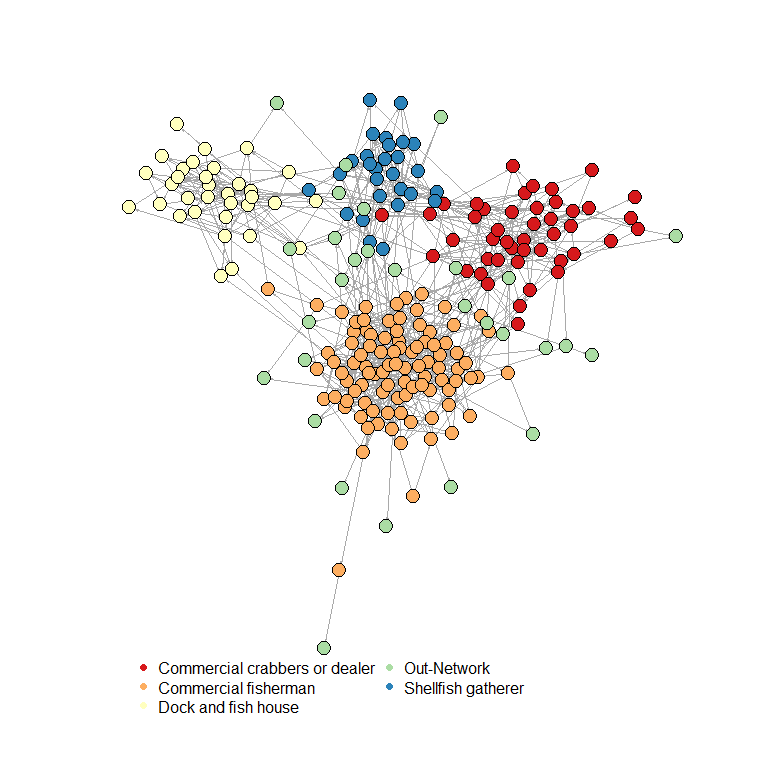 Commercial crabbers or dealer
Commercial fisherman
Dock and fish house
Out-Network
Shellfish gatherer